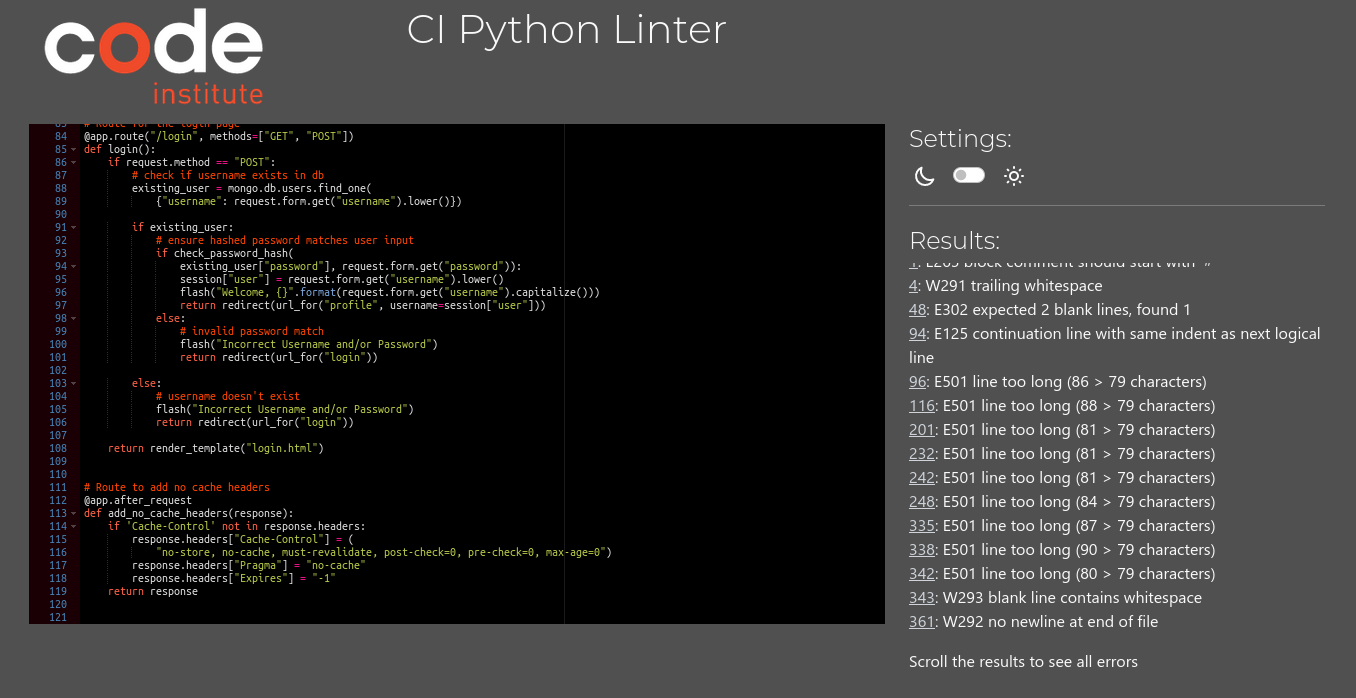 code
institute
CI Python Linter
83 # Route for the login page
84 @app.route("/login", methods=["GET", "POST"])
85 def login():
86     if request.method == "POST":
87         # check if username exists in db
88         existing_user = mongo.db.users.find_one(
89             {"username": request.form.get("username").lower()})
90
91         if existing_user:
92             # ensure hashed password matches user input
93             if check_password_hash(
94                 existing_user["password"], request.form.get("password")):
95                 session["user"] = request.form.get("username").lower()
96                 flash("Welcome, {}".format(request.form.get("username").capitalize()))
97                 return redirect(url_for("profile", username=session["user"]))
98             else:
99                 # invalid password match
100                 flash("Incorrect Username and/or Password")
101                 return redirect(url_for("login"))
102
103         else:
104             # username doesn't exist
105             flash("Incorrect Username and/or Password")
106             return redirect(url_for("login"))
107
108     return render_template("login.html")
109
110
111 # Route to add no cache headers
112 @app.after_request
113 def add_no_cache_headers(response):
114     if 'Cache-Control' not in response.headers:
115         response.headers["Cache-Control"] = (
116             "no-store, no-cache, must-revalidate, post-check=0, pre-check=0, max-age=0")
117         response.headers["Pragma"] = "no-cache"
118         response.headers["Expires"] = "-1"
119     return response
120
121
Settings:
Results:
1: E265 block comment should start with '#
4: W291 trailing whitespace
48: E302 expected 2 blank lines, found 1
94: E125 continuation line with same indent as next logical
line
96: E501 line too long (86 > 79 characters)
116: E501 line too long (88 > 79 characters)
201: E501 line too long (81 > 79 characters)
232: E501 line too long (81 > 79 characters)
242: E501 line too long (81 > 79 characters)
248: E501 line too long (84 > 79 characters)
335: E501 line too long (87 > 79 characters)
338: E501 line too long (90 > 79 characters)
342: E501 line too long (80 > 79 characters)
343: W293 blank line contains whitespace
361: W292 no newline at end of file
Scroll the results to see all errors